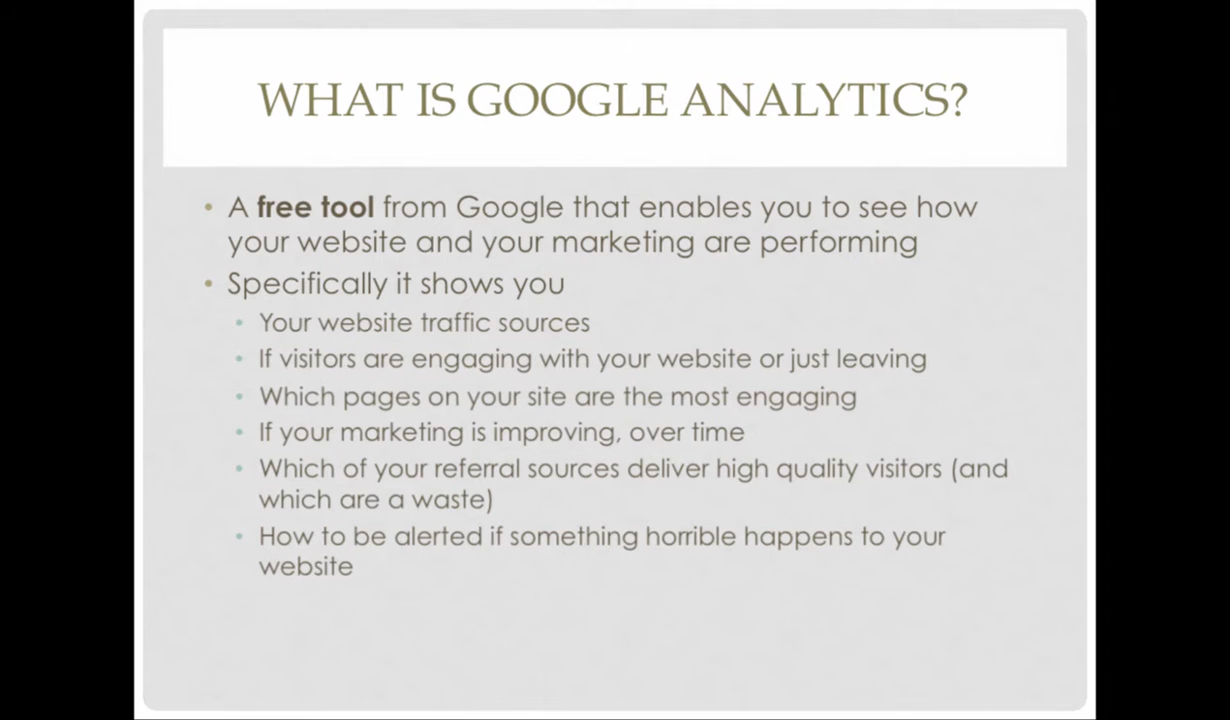 WHAT IS GOOGLE ANALYTICS?
• A free tool from Google that enables you to see how
your website and your marketing are performing
• Specifically it shows you
• Your website traffic sources
• If visitors are engaging with your website or just leaving
• Which pages on your site are the most engaging
• If your marketing is improving, over time
• Which of your referral sources deliver high quality visitors (and
which are a waste)
• How to be alerted if something horrible happens to your
website